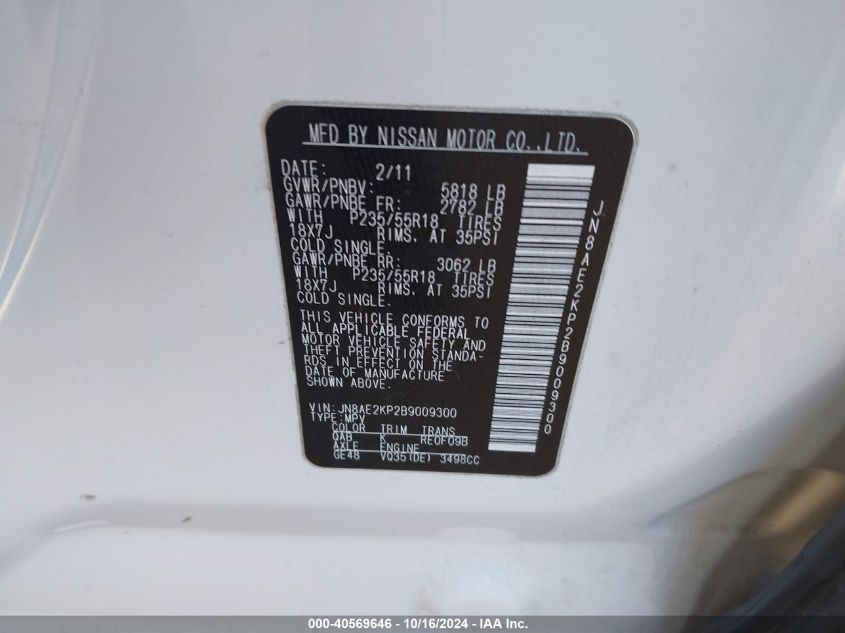 MFD BY NISSAN MOTOR CO.,LTD.
DATE: 2/11
GVWR/PNBV: 5818 LB
GAWR/PNBE FR: 2782 LB
WITH P235/55R18 TIRES
18X7J RIMS. AT 35PSI
COLD SINGLE.
GAWR/PNBE RR: 3062 LB
WITH P235/55R18 TIRES
18X7J RIMS. AT 35PSI
COLD SINGLE.
THIS VEHICLE CONFORMS TO
ALL APPLICABLE FEDERAL
MOTOR VEHICLE SAFETY AND
THEFT PREVENTION STANDA-
RDS IN EFFECT ON THE
DATE OF MANUFACTURE
SHOWN ABOVE.
VIN: JN8AE2KP2B9009300
TYPE: MPV
COLOR TRIM TRANS
QAB K RE0F09B
AXLE ENGINE
GE48 VQ35(DE) 3498CC
JN8AE2KP2B9009300
000-40569646 - 10/16/2024 - IAA Inc.